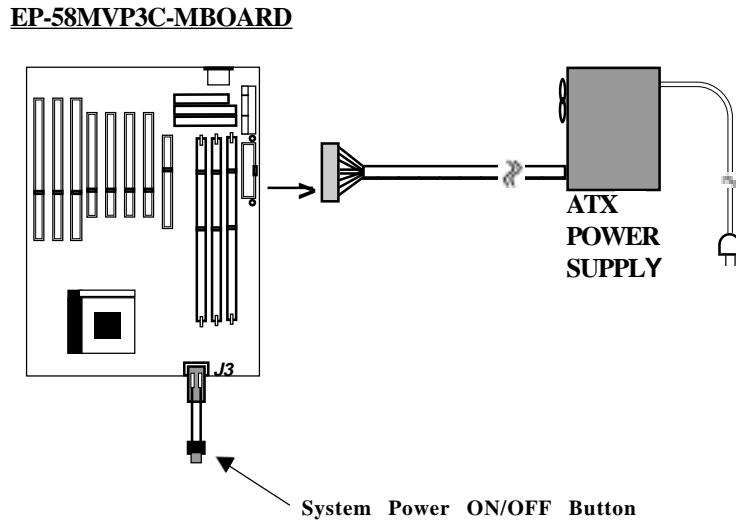 EP-58MVP3C-MBOARD
ATX
POWER
SUPPLY
J3
System Power ON/OFF Button